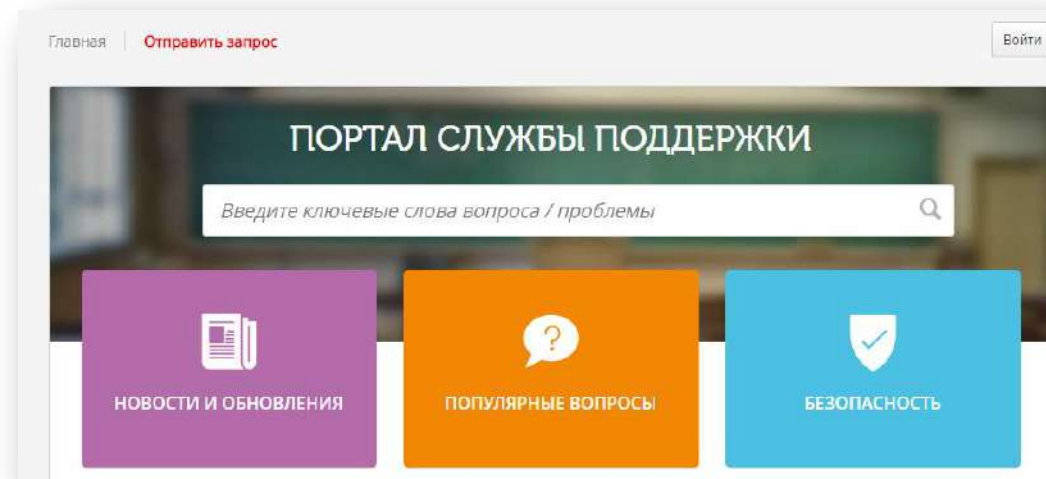 Главная Отправить запрос Войти
ПОРТАЛ СЛУЖБЫ ПОДДЕРЖКИ
Введите ключевые слова вопроса / проблемы
НОВОСТИ И ОБНОВЛЕНИЯ ПОПУЛЯРНЫЕ ВОПРОСЫ БЕЗОПАСНОСТЬ